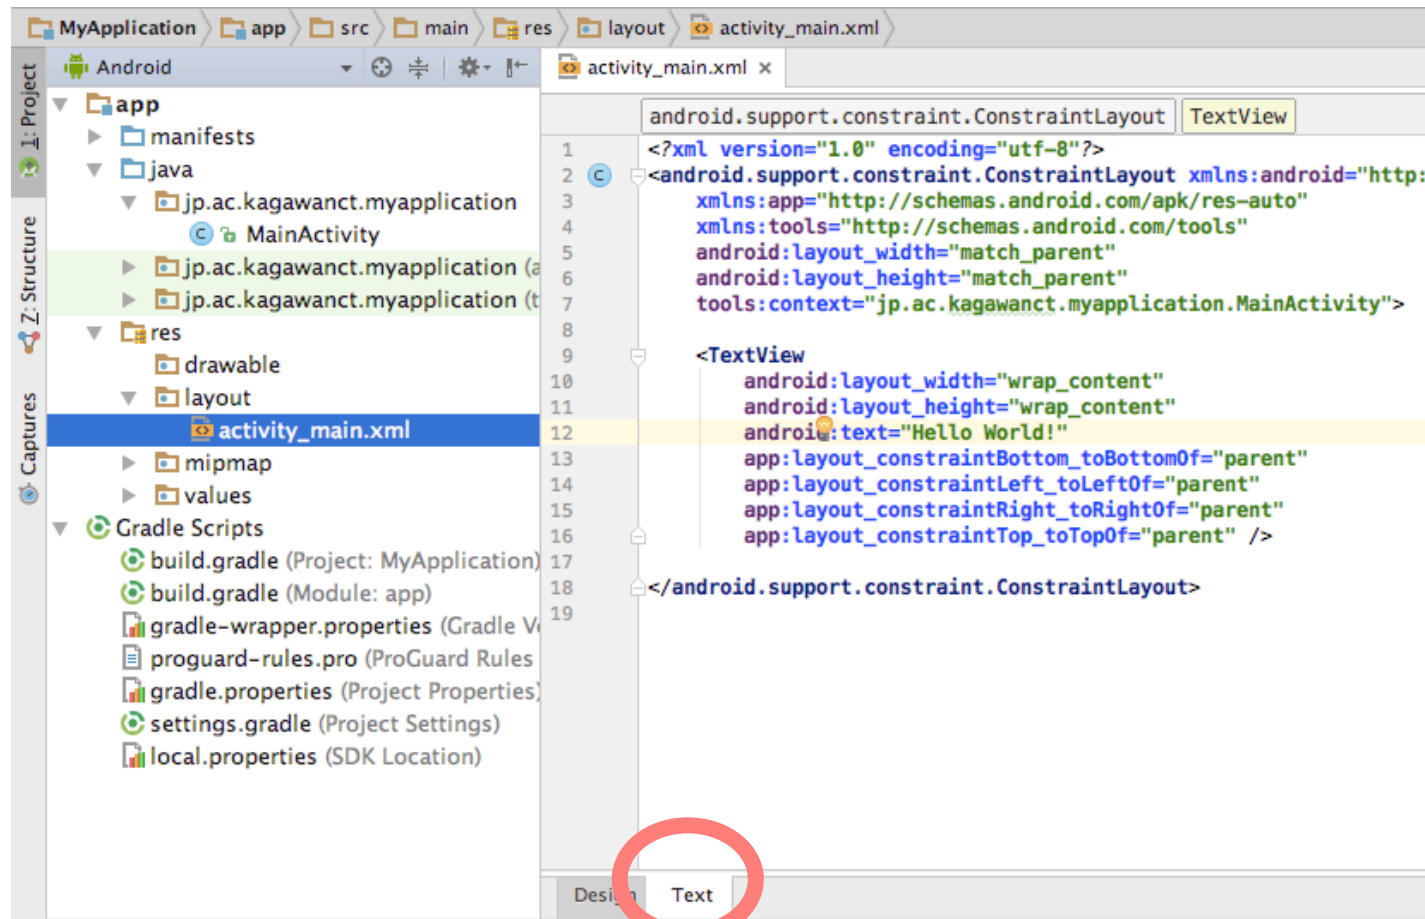 MyApplication app src main res layout activity_main.xml
1: Project
Z: Structure
Captures
Android
app
manifests
java
jp.ac.kagawanct.myapplication
MainActivity
jp.ac.kagawanct.myapplication (a
jp.ac.kagawanct.myapplication (t
res
drawable
layout
activity_main.xml
mipmap
values
Gradle Scripts
build.gradle (Project: MyApplication)
build.gradle (Module: app)
gradle-wrapper.properties (Gradle V
proguard-rules.pro (ProGuard Rules
gradle.properties (Project Properties)
settings.gradle (Project Settings)
local.properties (SDK Location)
activity_main.xml
android.support.constraint.ConstraintLayout TextView
1 <?xml version="1.0" encoding="utf-8"?>
2 C <android.support.constraint.ConstraintLayout xmlns:android="http:
3 xmlns:app="http://schemas.android.com/apk/res-auto"
4 xmlns:tools="http://schemas.android.com/tools"
5 android:layout_width="match_parent"
6 android:layout_height="match_parent"
7 tools:context="jp.ac.kagawanct.myapplication.MainActivity">
8
9 <TextView
10 android:layout_width="wrap_content"
11 android:layout_height="wrap_content"
12 android:text="Hello World!"
13 app:layout_constraintBottom_toBottomOf="parent"
14 app:layout_constraintLeft_toLeftOf="parent"
15 app:layout_constraintRight_toRightOf="parent"
16 app:layout_constraintTop_toTopOf="parent" />
17
18 </android.support.constraint.ConstraintLayout>
19
Design Text